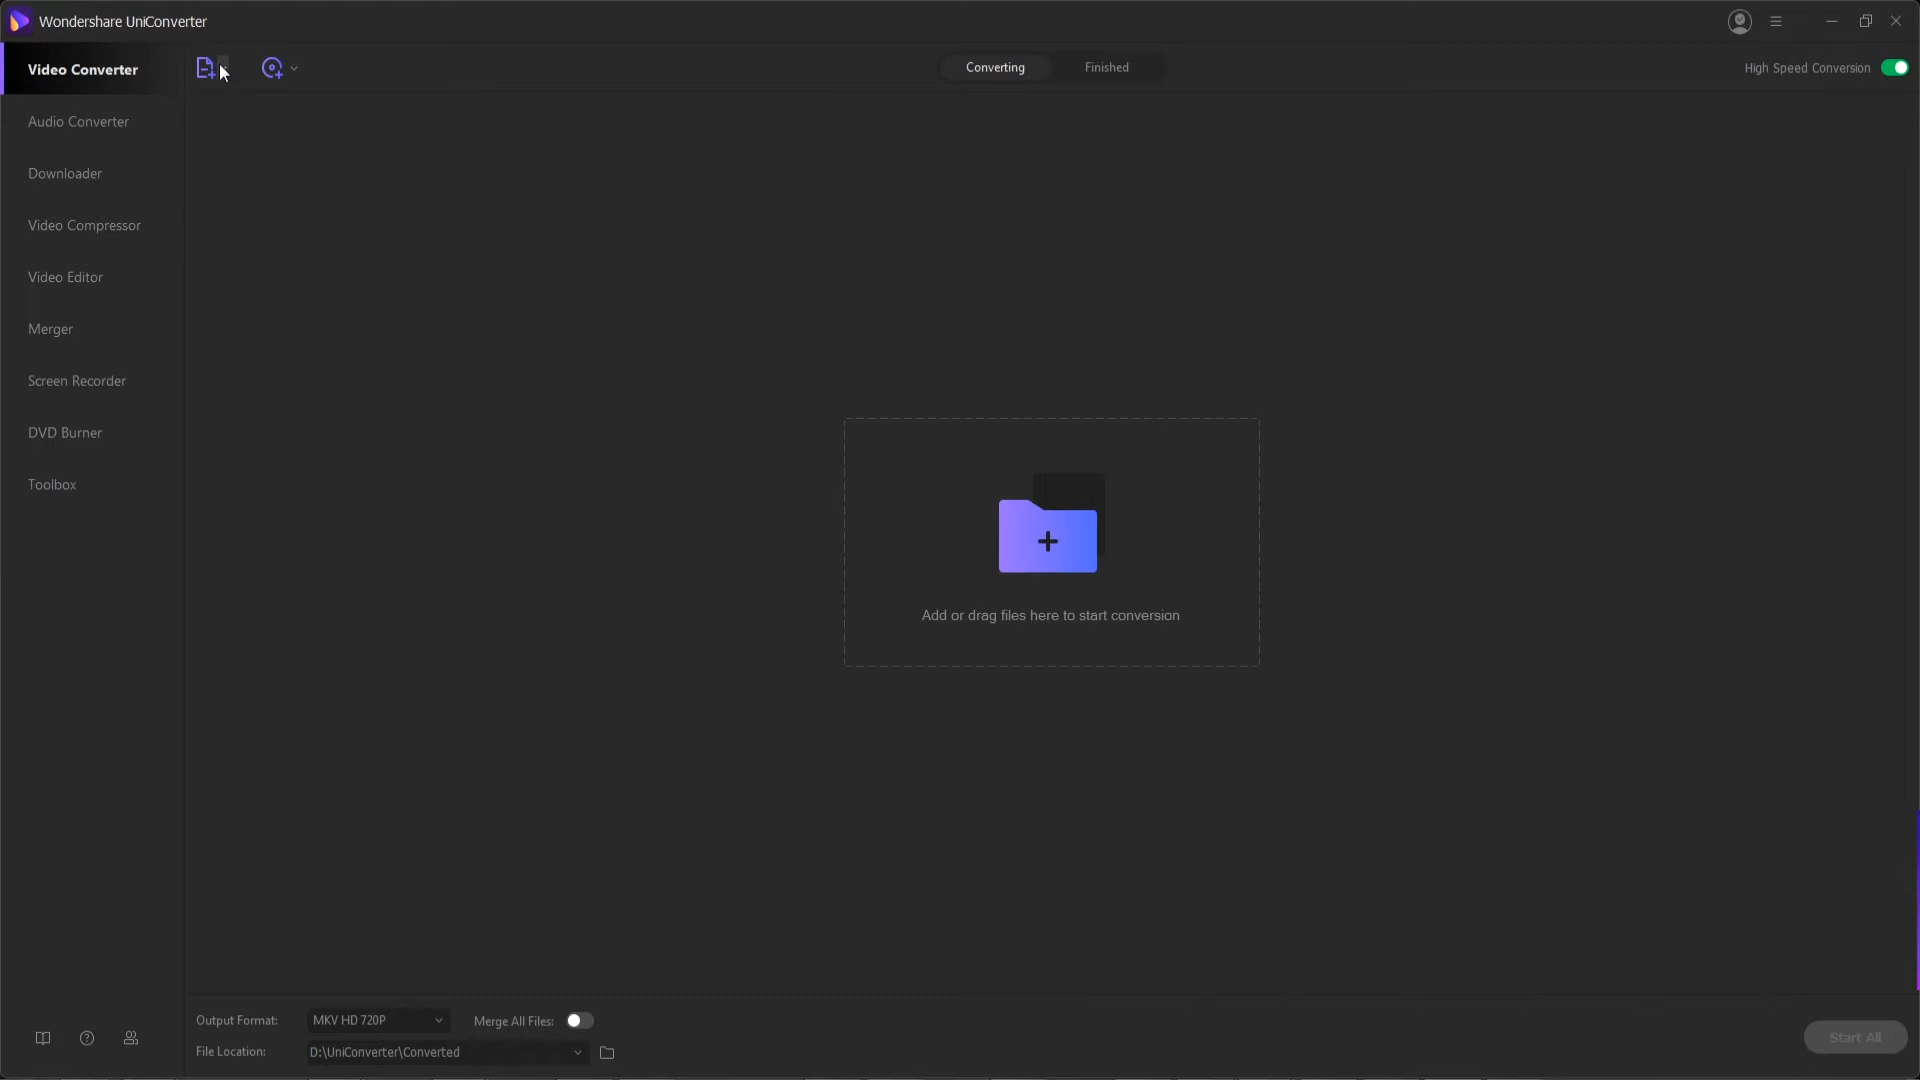 Wondershare UniConverter
Video Converter
Converting
Finished
High Speed Conversion
Audio Converter
Downloader
Video Compressor
Video Editor
Merger
Screen Recorder
DVD Burner
Toolbox
Add or drag files here to start conversion
Output Format:
MKV HD 720P
Merge All Files:
File Location:
D:\UniConverter\Converted
Start All